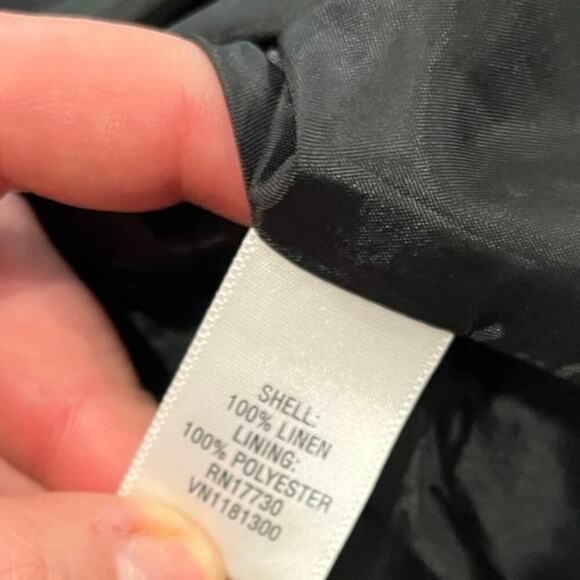 SHELL:
100% LINEN
LINING:
100% POLYESTER
RN17730
VN1181300